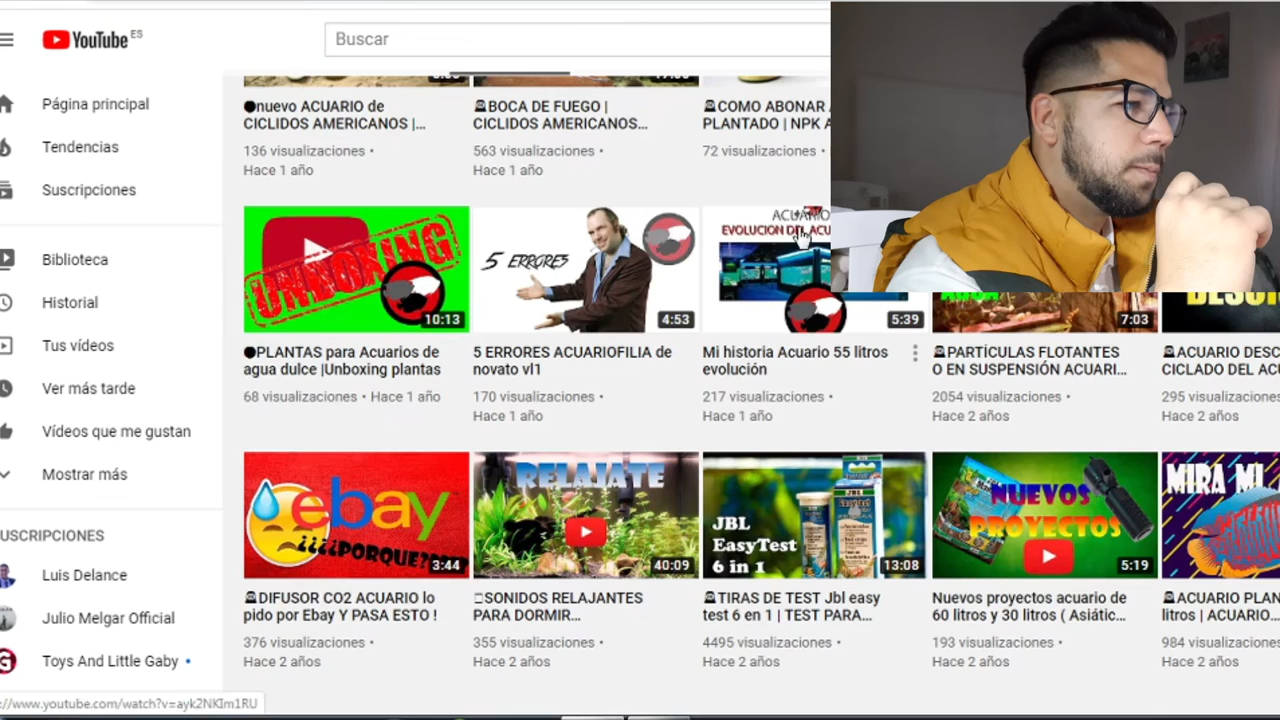 YouTube ES
Buscar
Página principal
Tendencias
Suscripciones
Biblioteca
Historial
Tus vídeos
Ver más tarde
Vídeos que me gustan
Mostrar más
USCRIPCIONES
Luis Delance
Julio Melgar Official
Toys And Little Gaby
://www.youtube.com/watch?v=ayk2NKIm1RU
nuevo ACUARIO de
CICLIDOS AMERICANOS |...
136 visualizaciones •
Hace 1 año
BOCA DE FUEGO |
CICLIDOS AMERICANOS...
563 visualizaciones •
Hace 1 año
COMO ABONAR
PLANTADO | NPK
72 visualizaciones •
Hace 1 año
UNBOXING
10:13
PLANTAS para Acuarios de
agua dulce |Unboxing plantas
68 visualizaciones • Hace 1 año
5 ERRORES
4:53
5 ERRORES ACUARIOFILIA de
novato vl1
170 visualizaciones •
Hace 1 año
ACUARIO
EVOLUCION DEL ACU
5:39
Mi historia Acuario 55 litros
evolución
217 visualizaciones •
Hace 1 año
7:03
PARTÍCULAS FLOTANTES
O EN SUSPENSIÓN ACUARI...
2054 visualizaciones •
Hace 2 años
ACUARIO DESC
CICLADO DEL ACU
295 visualizaciones
Hace 2 años
ebay
¿¿¿¿PORQUE????
3:44
DIFUSOR CO2 ACUARIO lo
pido por Ebay Y PASA ESTO !
376 visualizaciones •
Hace 2 años
RELAJATE
40:09
SONIDOS RELAJANTES
PARA DORMIR...
355 visualizaciones •
Hace 2 años
JBL
EasyTest
6 in 1
13:08
TIRAS DE TEST Jbl easy
test 6 en 1 | TEST PARA...
4495 visualizaciones •
Hace 2 años
NUEVOS
PROYECTOS
5:19
Nuevos proyectos acuario de
60 litros y 30 litros ( Asiátic...
193 visualizaciones •
Hace 2 años
MIRA MI
ACUARIO PLAN
litros | ACUARIO...
984 visualizaciones
Hace 2 años